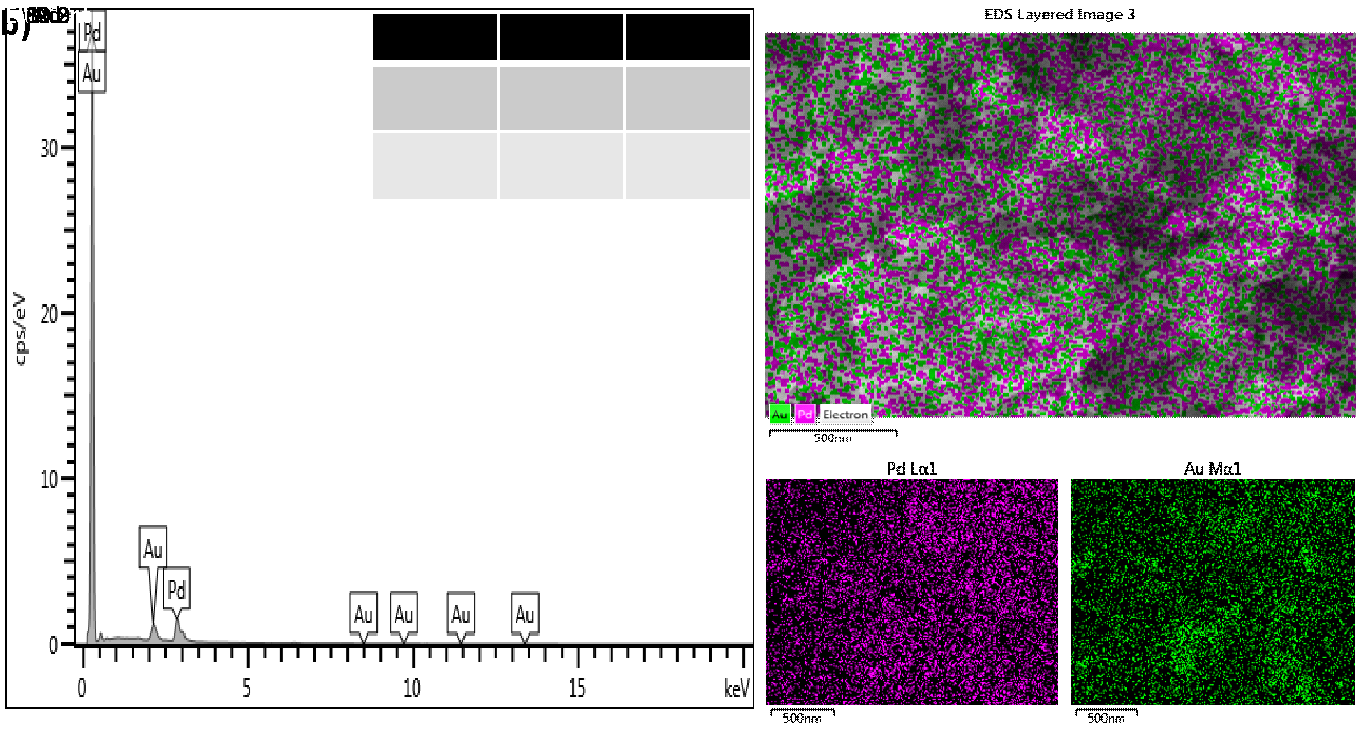 b)
EDS Layered Image 3
Pd
Au
30
20
10
0
cps/eV
Au
Pd
Au
Au
Au
Au
0
5
10
15
keV
Au
Pd
Electron
500nm
Pd Lα1
Au Mα1
500nm
500nm